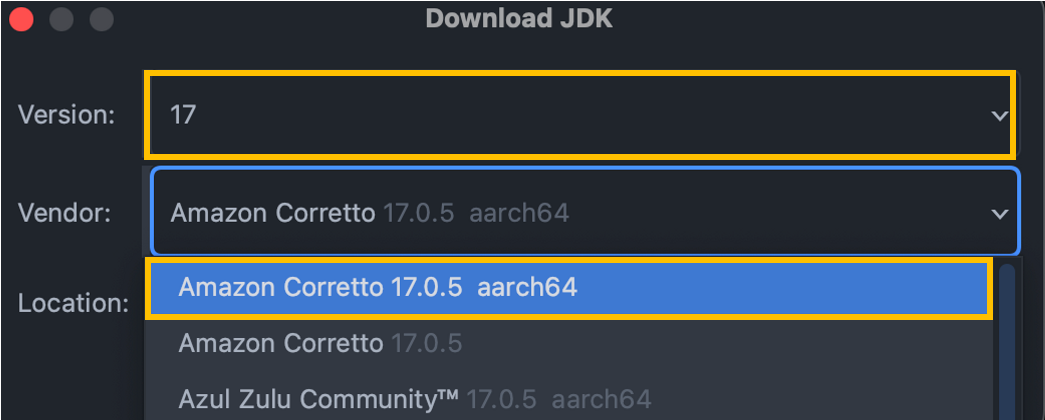 Download JDK
Version: 17
Vendor: Amazon Corretto 17.0.5 aarch64
Amazon Corretto 17.0.5 aarch64
Location:
Amazon Corretto 17.0.5
Azul Zulu Community™ 17.0.5 aarch64